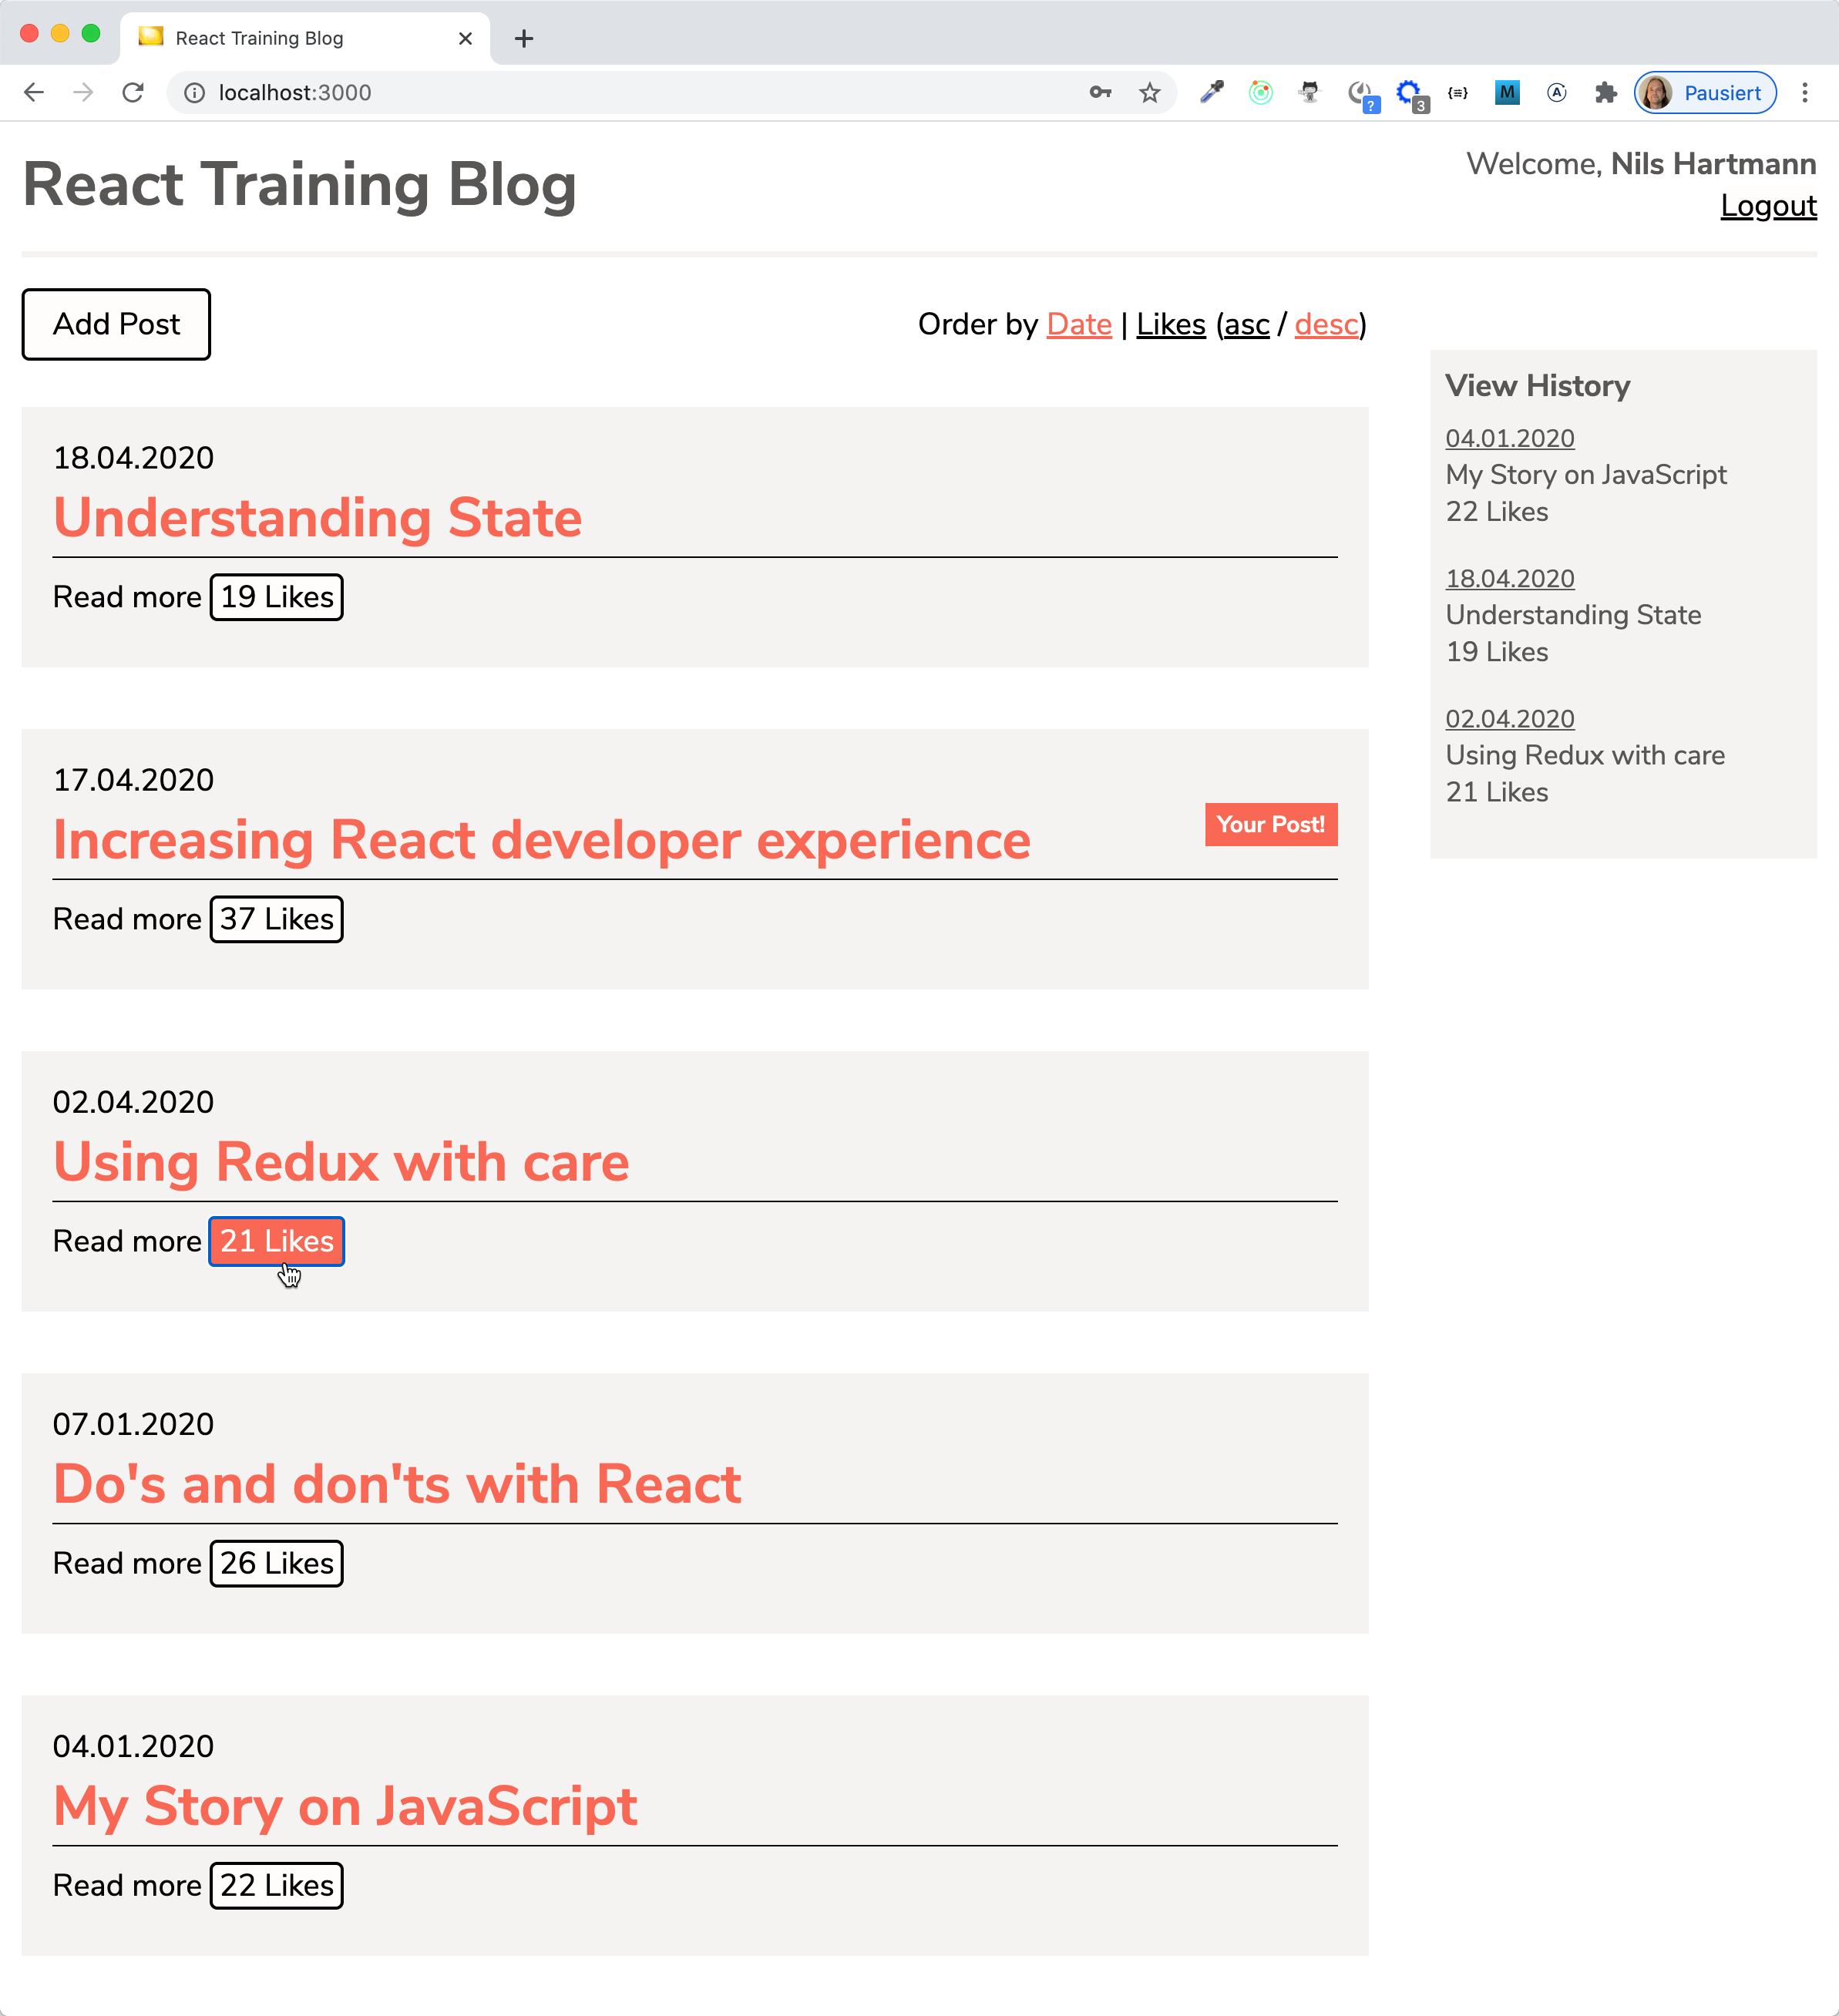 React Training Blog
localhost:3000
?
3
{≡}
M
A
Pausiert
React Training Blog
Welcome, Nils Hartmann
Logout
Add Post
Order by Date | Likes (asc / desc)
18.04.2020
Understanding State
Read more 19 Likes
17.04.2020
Increasing React developer experience
Your Post!
Read more 37 Likes
02.04.2020
Using Redux with care
Read more 21 Likes
07.01.2020
Do's and don'ts with React
Read more 26 Likes
04.01.2020
My Story on JavaScript
Read more 22 Likes
View History
04.01.2020
My Story on JavaScript
22 Likes
18.04.2020
Understanding State
19 Likes
02.04.2020
Using Redux with care
21 Likes